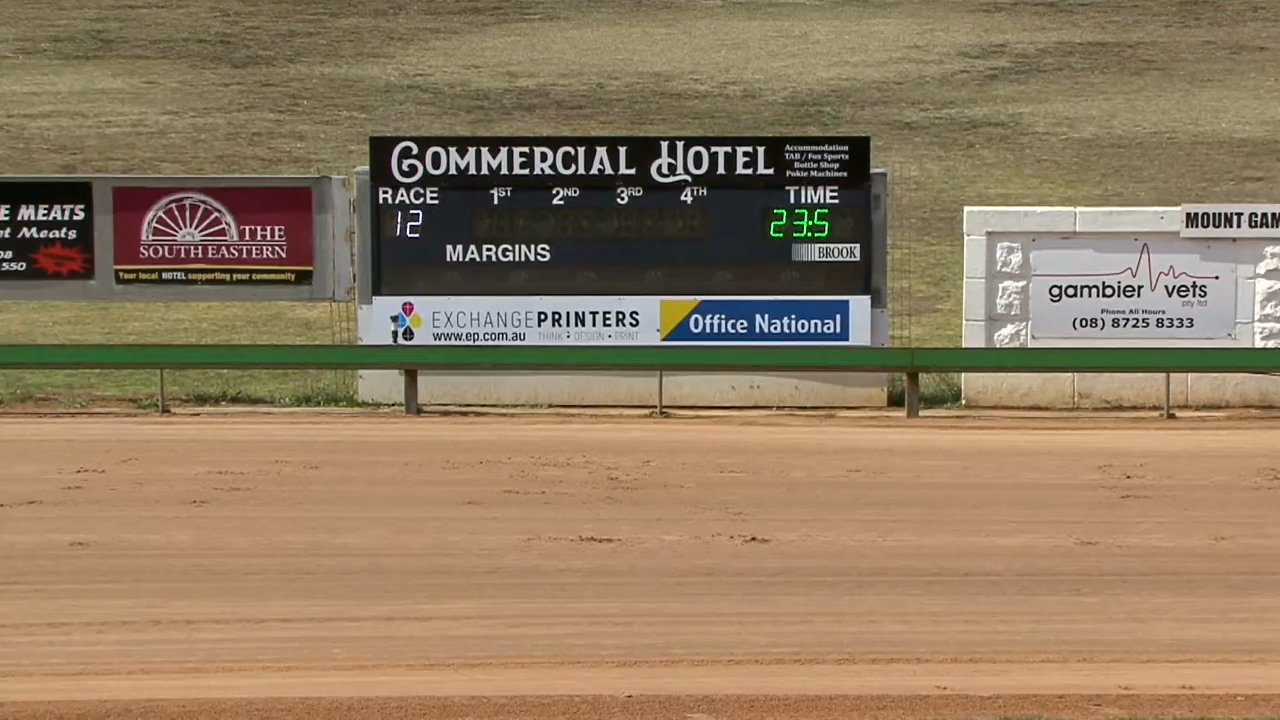 E MEATS
et Meats
08
550
THE
SOUTH EASTERN
Your local HOTEL supporting your community
COMMERCIAL HOTEL
Accommodation
TAB / Fox Sports
Bottle Shop
Pokie Machines
RACE 1ST 2ND 3RD 4TH TIME
12 23:5
MARGINS BROOK
EXCHANGEPRINTERS
www.ep.com.au THINK • DESIGN • PRINT
Office National
MOUNT GAM
gambier vets
pty ltd
Phone All Hours
(08) 8725 8333